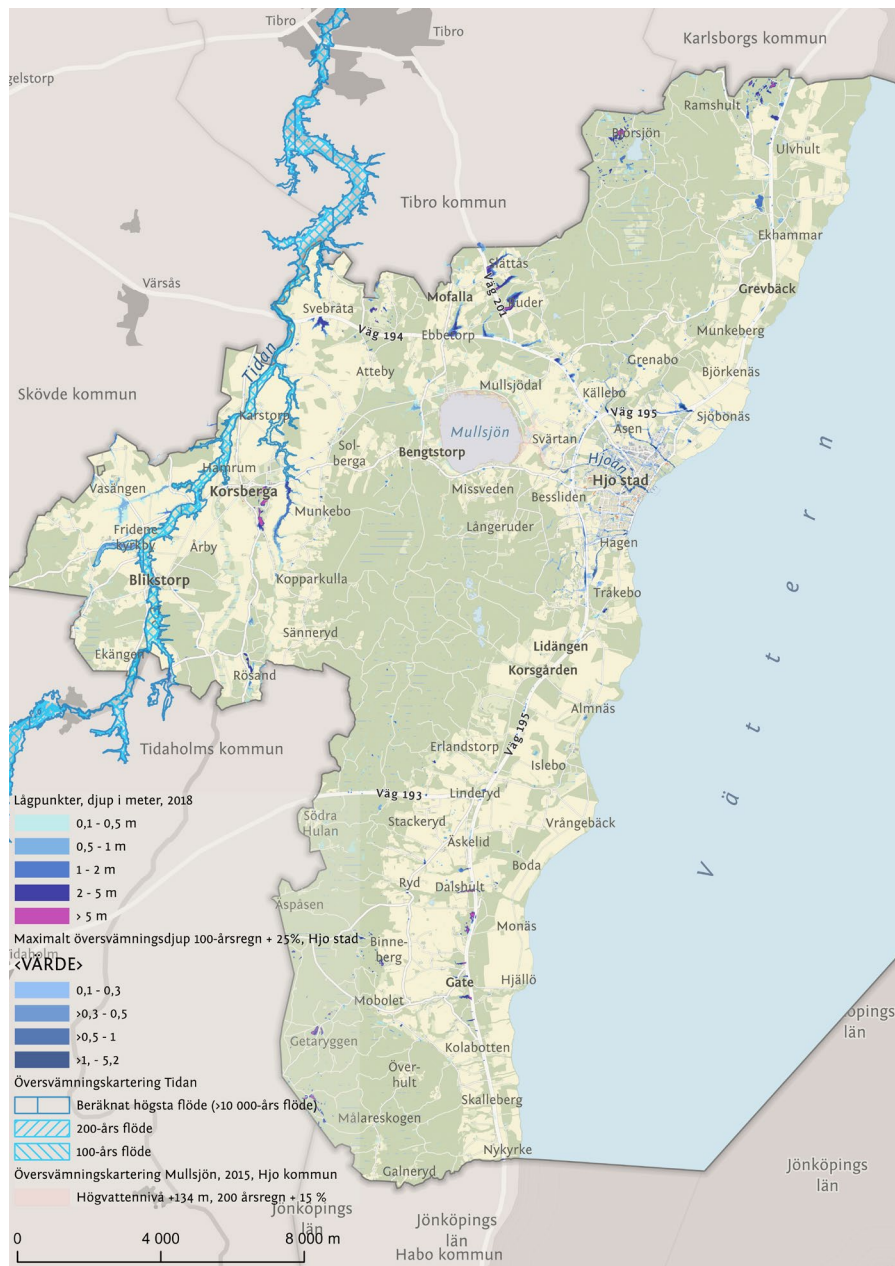 Tibro
Tibro
Karlsborgs kommun
gelstorp
Ramshult
Björsjön
Ulvhult
Tibro kommun
Ekhammar
Slättås
Värsås
Grevbäck
Mofalla
Väg 201
Ruder
Svebråta
Väg 194
Ebbetorp
Munkeberg
Tidan
Grenabo
Atteby
Björkenäs
Mullsjödal
Källebo
Skövde kommun
Väg 195
Sjöbonäs
Karstorp
Åsen
Mullsjön
Svärtan
Sol-
berga
Bengtstorp
Hjoån
Hamrum
Hjo stad
Vasängen
Korsberga
Missveden
Bessliden
Munkebo
Långeruder
Fridene
kyrkby
Årby
Hagen
Blikstorp
Kopparkulla
Tråkebo
Vättern
Sänneryd
Lidängen
Ekängen
Korsgården
Rösand
Almnäs
Väg 195
Tidaholms kommun
Erlandstorp
Islebo
Väg 193
Linderyd
Lågpunkter, djup i meter, 2018
0,1 - 0,5 m
0,5 - 1 m
1 - 2 m
2 - 5 m
> 5 m
Södra
Hulan
Stackeryd
Vrångebäck
Äskelid
Boda
Ryd
Dalshult
Äspåsen
Monäs
Maximalt översvämningsdjup 100-årsregn + 25%, Hjo stad
Binne-
berg
idaholm
<VÄRDE>
0,1 - 0,3
>0,3 - 0,5
>0,5 - 1
>1, - 5,2
Gate
Hjällö
Mobolet
öpings
län
Getaryggen
Kolabotten
Över-
hult
Översvämningskartering Tidan
Beräknat högsta flöde (>10 000-års flöde)
200-års flöde
100-års flöde
Skalleberg
Målareskogen
Nykyrke
Galneryd
Översvämningskartering Mullsjön, 2015, Hjo kommun
Högvattennivå +134 m, 200 årsregn + 15 %
Jönköpings
län
Jönköpings
län
Jönköpings
län
Habo kommun
0 4 000 8 000 m